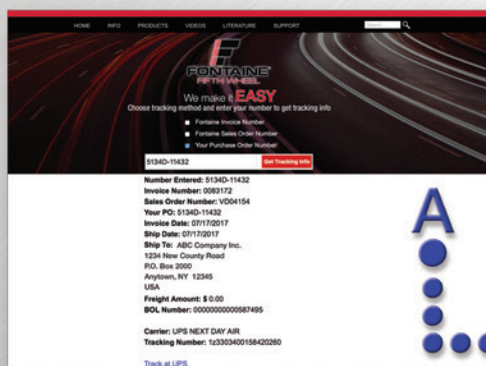 HOME INFO PRODUCTS VIDEOS LITERATURE SUPPORT
FONTAINE
FIFTH WHEEL
We make it EASY
Choose tracking method and enter your number to get tracking info
Fontaine Invoice Number
Fontaine Sales Order Number
Your Purchase Order Number
5134D-11432 Get Tracking Info
Number Entered: 5134D-11432
Invoice Number: 0083172
Sales Order Number: VD04154
Your PO: 5134D-11432
Invoice Date: 07/17/2017
Ship Date: 07/17/2017
Ship To: ABC Company Inc.
1234 New County Road
P.O. Box 2000
Anytown, NY 12345
USA
Freight Amount: $ 0.00
BOL Number: 00000000000587495
Carrier: UPS NEXT DAY AIR
Tracking Number: 1z3303400158420260
Track at UPS
A